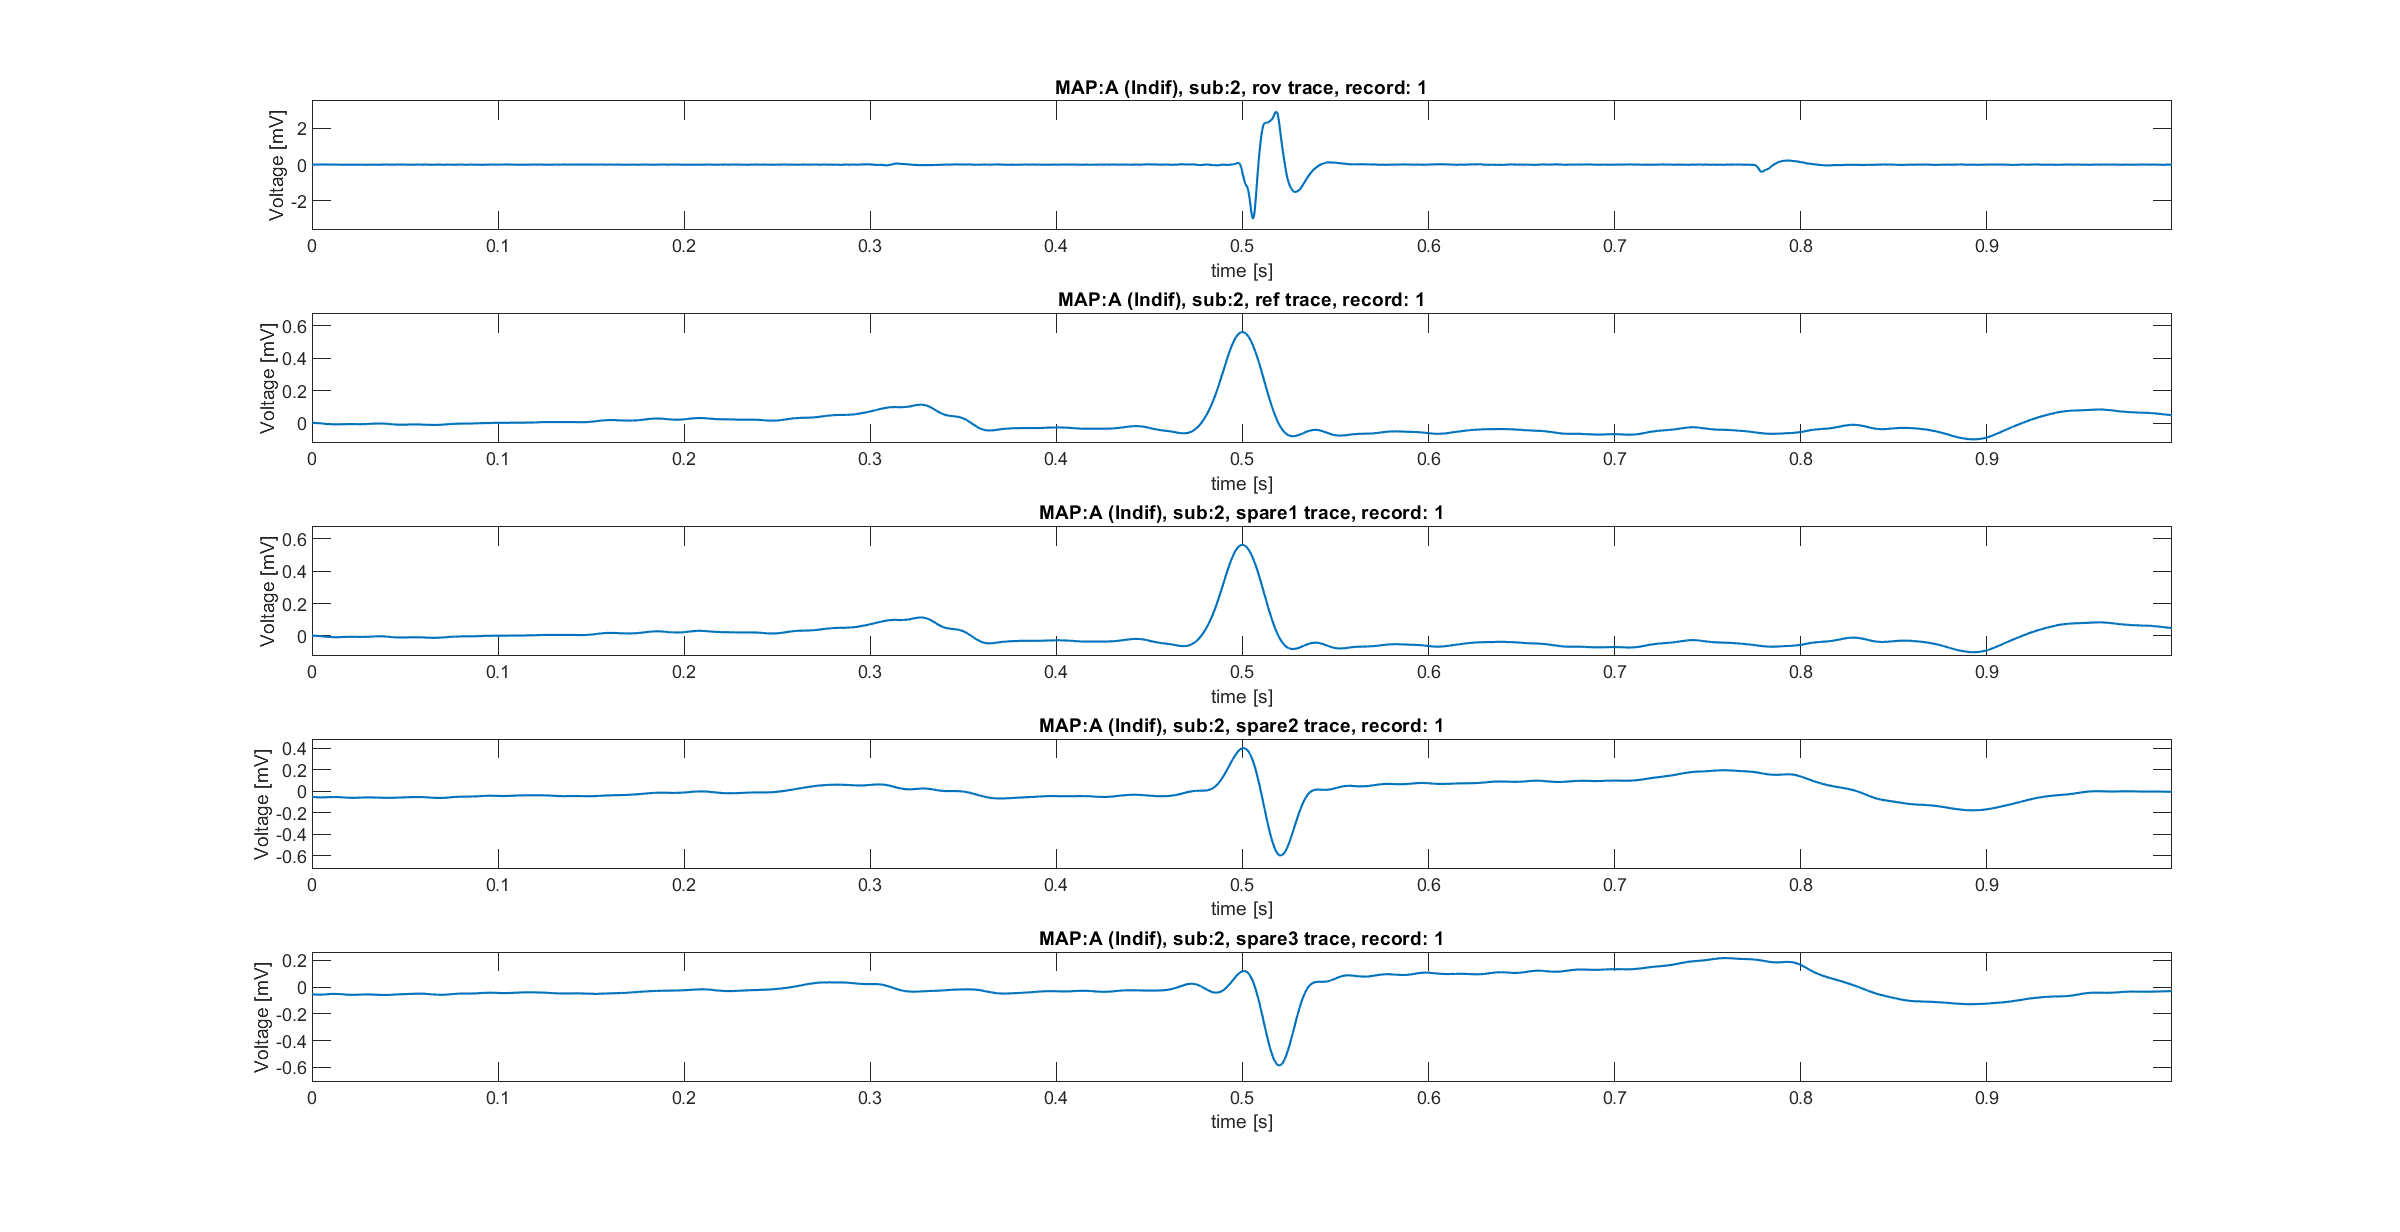 MAP:A (Indif), sub:2, rov trace, record: 1
Voltage [mV]
2
0
-2
0 0.1 0.2 0.3 0.4 0.5 0.6 0.7 0.8 0.9
time [s]
MAP:A (Indif), sub:2, ref trace, record: 1
Voltage [mV]
0.6
0.4
0.2
0
0 0.1 0.2 0.3 0.4 0.5 0.6 0.7 0.8 0.9
time [s]
MAP:A (Indif), sub:2, spare1 trace, record: 1
Voltage [mV]
0.6
0.4
0.2
0
0 0.1 0.2 0.3 0.4 0.5 0.6 0.7 0.8 0.9
time [s]
MAP:A (Indif), sub:2, spare2 trace, record: 1
Voltage [mV]
0.4
0.2
0
-0.2
-0.4
-0.6
0 0.1 0.2 0.3 0.4 0.5 0.6 0.7 0.8 0.9
time [s]
MAP:A (Indif), sub:2, spare3 trace, record: 1
Voltage [mV]
0.2
0
-0.2
-0.4
-0.6
0 0.1 0.2 0.3 0.4 0.5 0.6 0.7 0.8 0.9
time [s]